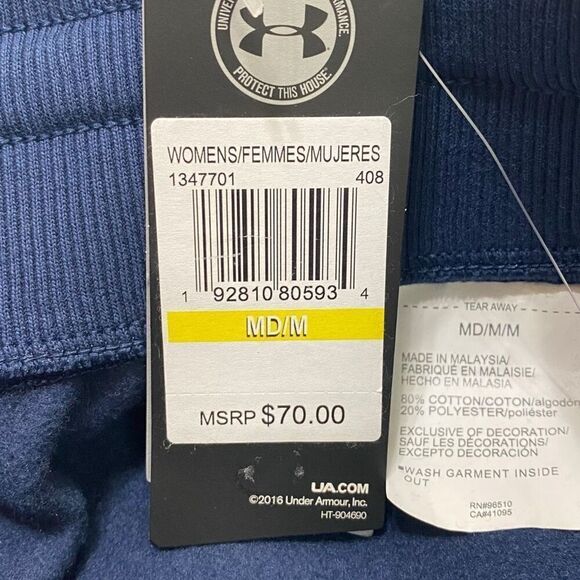 UNIVER
RMANCE.
PROTECT THIS HOUSE
WOMENS/FEMMES/MUJERES
1347701 408
1 92810 80593 4
MD/M
MSRP $70.00
UA.COM
©2016 Under Armour, Inc.
HT-904690
TEAR AWAY
MD/M/M
MADE IN MALAYSIA/
FABRIQUÉ EN MALAISIE/
HECHO EN MALASIA
80% COTTON/COTON/algodón
20% POLYESTER/poliéster
EXCLUSIVE OF DECORATION/
SAUF LES DÉCORATIONS/
EXCEPTO DECORACIÓN
*WASH GARMENT INSIDE
OUT
RN#96510
CA#41095